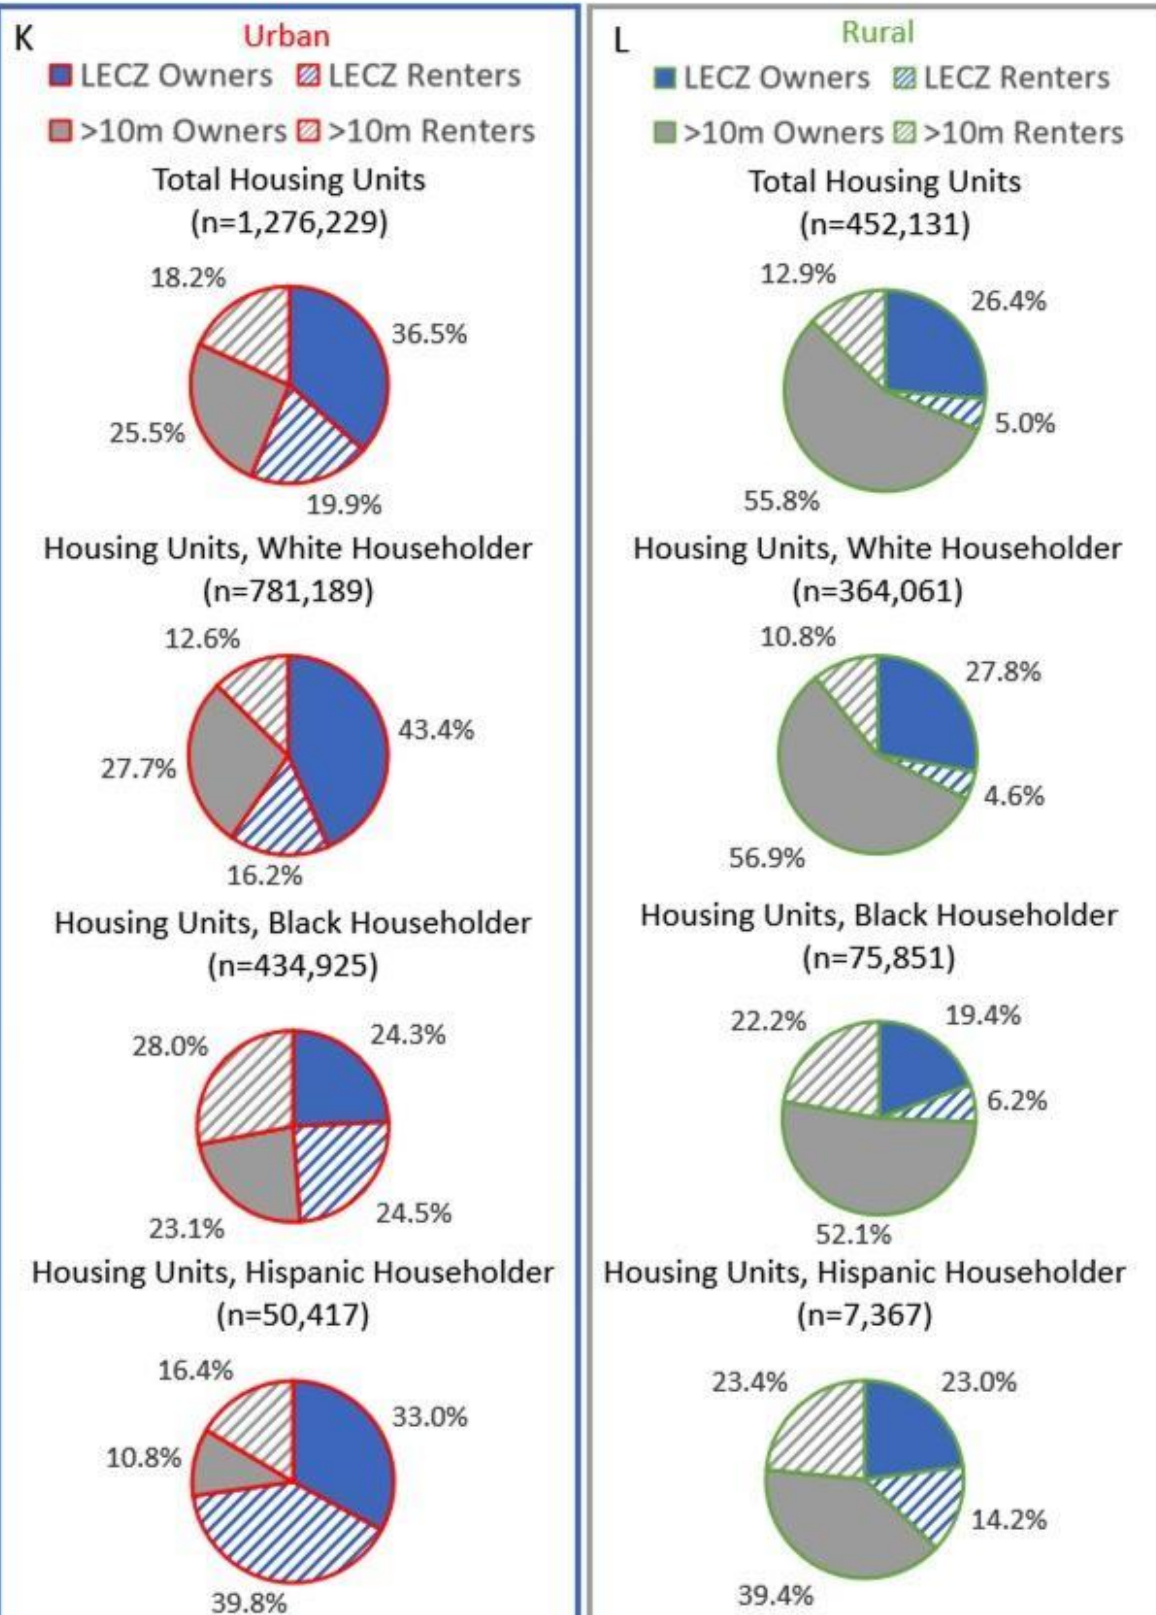 K
Urban
LECZ Owners LECZ Renters
>10m Owners >10m Renters
Total Housing Units
(n=1,276,229)
18.2%
36.5%
25.5%
19.9%
Housing Units, White Householder
(n=781,189)
12.6%
43.4%
27.7%
16.2%
Housing Units, Black Householder
(n=434,925)
28.0%
24.3%
23.1%
24.5%
Housing Units, Hispanic Householder
(n=50,417)
16.4%
33.0%
10.8%
39.8%
L
Rural
LECZ Owners LECZ Renters
>10m Owners >10m Renters
Total Housing Units
(n=452,131)
12.9%
26.4%
5.0%
55.8%
Housing Units, White Householder
(n=364,061)
10.8%
27.8%
4.6%
56.9%
Housing Units, Black Householder
(n=75,851)
22.2%
19.4%
6.2%
52.1%
Housing Units, Hispanic Householder
(n=7,367)
23.4%
23.0%
14.2%
39.4%